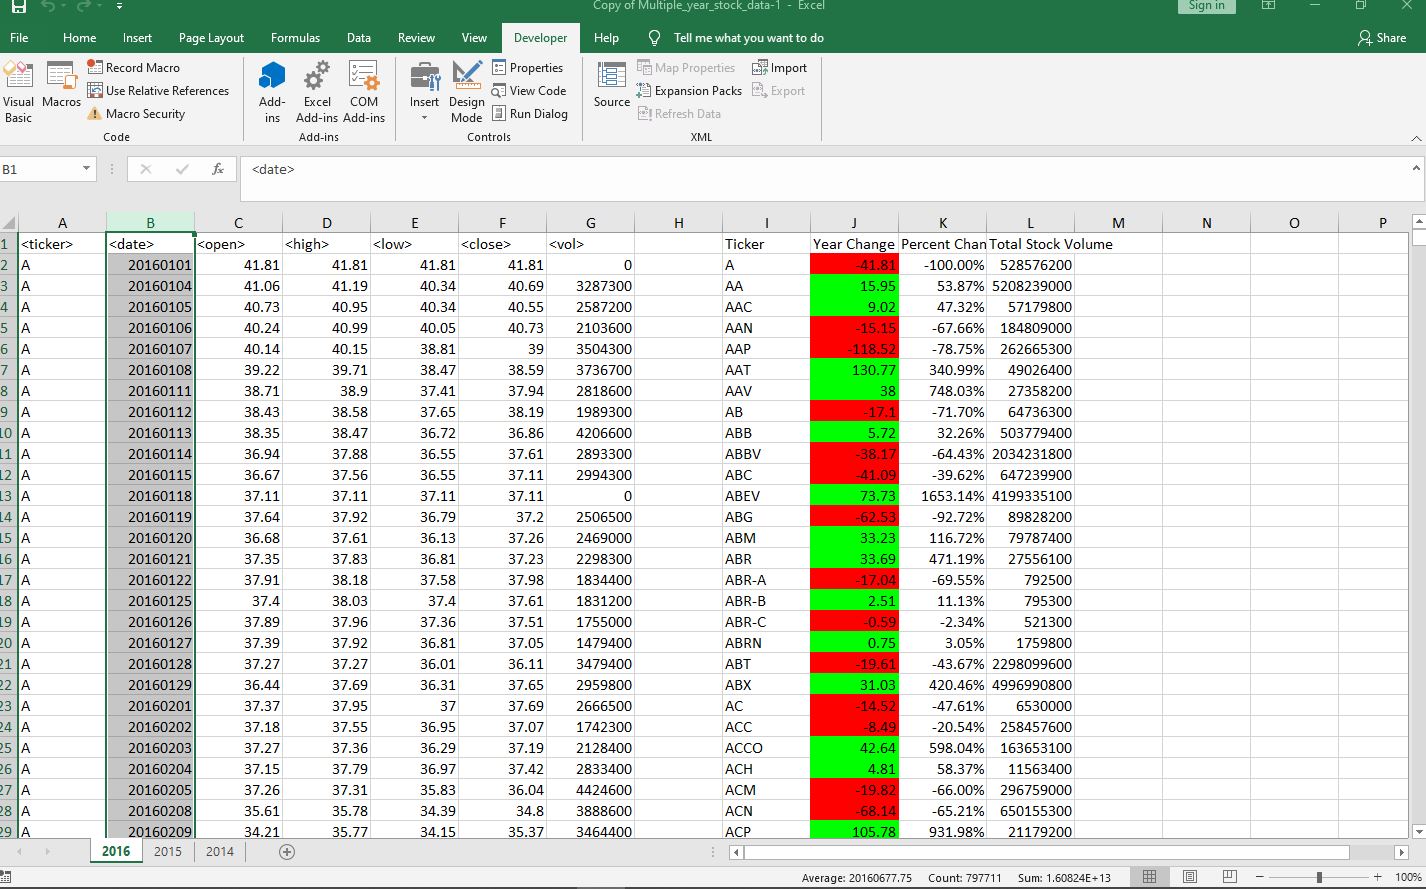 Copy of Multiple_year_stock_data-1 - Excel Sign in
File Home Insert Page Layout Formulas Data Review View Developer Help Tell me what you want to do Share
Record Macro Properties Map Properties Import
Use Relative References View Code Expansion Packs Export
Visual Basic Macros Macro Security Add-ins Excel Add-ins COM Add-ins Insert Design Mode Run Dialog Source Refresh Data
Code Add-ins Controls XML
B1 fx <date>
A B C D E F G H I J K L M N O P
1 <ticker> <date> <open> <high> <low> <close> <vol> Ticker Year Change Percent Chan Total Stock Volume
2 A 20160101 41.81 41.81 41.81 41.81 0 A -41.81 -100.00% 528576200
3 A 20160104 41.06 41.19 40.34 40.69 3287300 AA 15.95 53.87% 5208239000
4 A 20160105 40.73 40.95 40.34 40.55 2587200 AAC 9.02 47.32% 57179800
5 A 20160106 40.24 40.99 40.05 40.73 2103600 AAN -15.15 -67.66% 184809000
6 A 20160107 40.14 40.15 38.81 39 3504300 AAP -118.52 -78.75% 262665300
7 A 20160108 39.22 39.71 38.47 38.59 3736700 AAT 130.77 340.99% 49026400
8 A 20160111 38.71 38.9 37.41 37.94 2818600 AAV 38 748.03% 27358200
9 A 20160112 38.43 38.58 37.65 38.19 1989300 AB -17.1 -71.70% 64736300
10 A 20160113 38.35 38.47 36.72 36.86 4206600 ABB 5.72 32.26% 503779400
11 A 20160114 36.94 37.88 36.55 37.61 2893300 ABBV -38.17 -64.43% 2034231800
12 A 20160115 36.67 37.56 36.55 37.11 2994300 ABC -41.09 -39.62% 647239900
13 A 20160118 37.11 37.11 37.11 37.11 0 ABEV 73.73 1653.14% 4199335100
14 A 20160119 37.64 37.92 36.79 37.2 2506500 ABG -62.53 -92.72% 89828200
15 A 20160120 36.68 37.61 36.13 37.26 2469000 ABM 33.23 116.72% 79787400
16 A 20160121 37.35 37.83 36.81 37.23 2298300 ABR 33.69 471.19% 27556100
17 A 20160122 37.91 38.18 37.58 37.98 1834400 ABR-A -17.04 -69.55% 792500
18 A 20160125 37.4 38.03 37.4 37.61 1831200 ABR-B 2.51 11.13% 795300
19 A 20160126 37.89 37.96 37.36 37.51 1755000 ABR-C -0.59 -2.34% 521300
20 A 20160127 37.39 37.92 36.81 37.05 1479400 ABRN 0.75 3.05% 1759800
21 A 20160128 37.27 37.27 36.01 36.11 3479400 ABT -19.61 -43.67% 2298099600
22 A 20160129 36.44 37.69 36.31 37.65 2959800 ABX 31.03 420.46% 4996990800
23 A 20160201 37.37 37.95 37 37.69 2666500 AC -14.52 -47.61% 6530000
24 A 20160202 37.18 37.55 36.95 37.07 1742300 ACC -8.49 -20.54% 258457600
25 A 20160203 37.27 37.36 36.29 37.19 2128400 ACCO 42.64 598.04% 163653100
26 A 20160204 37.15 37.79 36.97 37.42 2833400 ACH 4.81 58.37% 11563400
27 A 20160205 37.26 37.31 35.83 36.04 4424600 ACM -19.82 -66.00% 296759000
28 A 20160208 35.61 35.78 34.39 34.8 3888600 ACN -68.14 -65.21% 650155300
29 A 20160209 34.21 35.77 34.15 35.37 3464400 ACP 105.78 931.98% 21179200
2016 2015 2014
Average: 20160677.75 Count: 797711 Sum: 1.60824E+13 100%